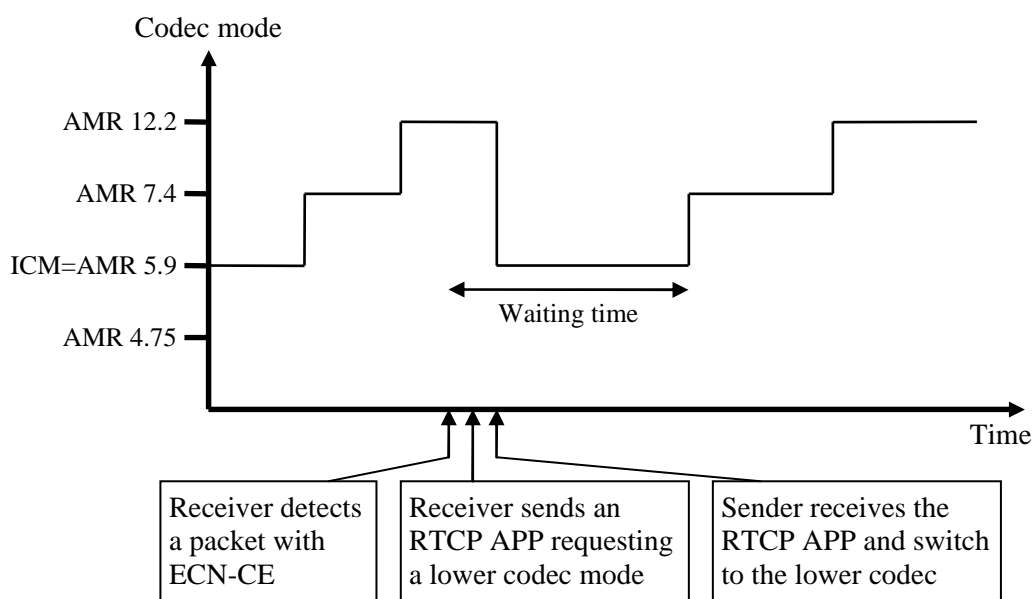 Codec mode
AMR 12.2
AMR 7.4
ICM=AMR 5.9
AMR 4.75
Waiting time
Time
Receiver detects
a packet with
ECN-CE
Receiver sends an
RTCP APP requesting
a lower codec mode
Sender receives the
RTCP APP and switch
to the lower codec